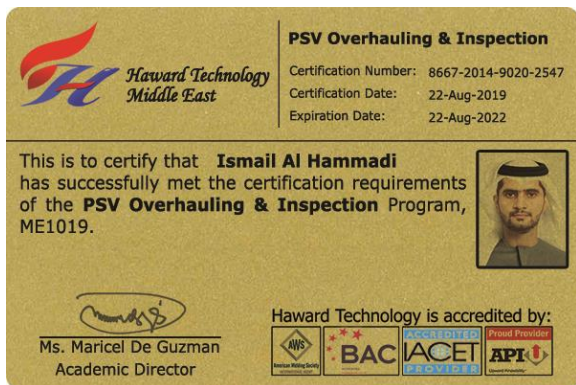 Haward Technology
Middle East
PSV Overhauling & Inspection
Certification Number: 8667-2014-9020-2547
Certification Date: 22-Aug-2019
Expiration Date: 22-Aug-2022
This is to certify that Ismail Al Hammadi
has successfully met the certification requirements
of the PSV Overhauling & Inspection Program,
ME1019.
Ms. Maricel De Guzman
Academic Director
Haward Technology is accredited by:
AWS
American Welding Society
BAC
ACCREDITED
IACET
PROVIDER
Proud Provider
API